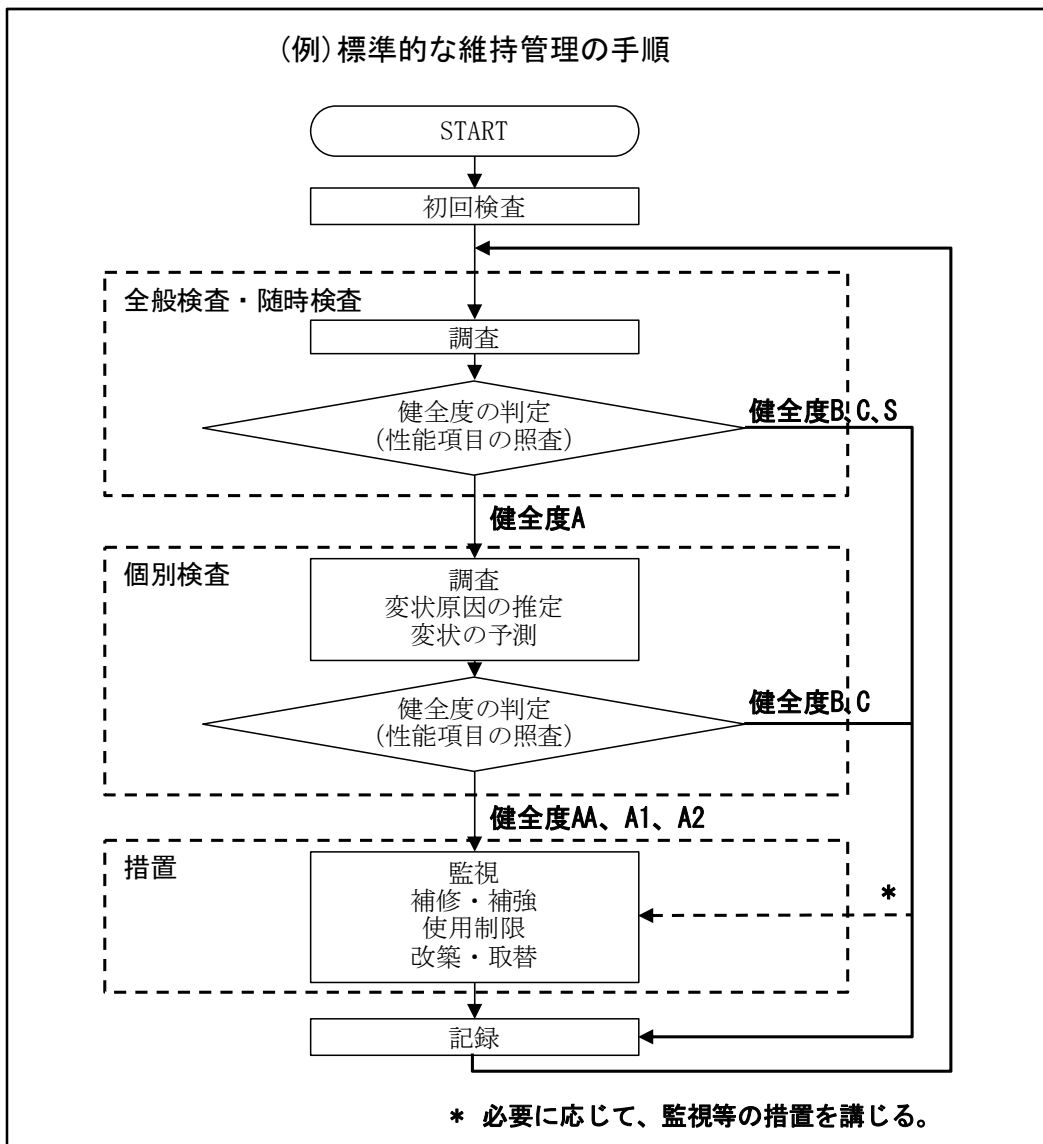 (例)標準的な維持管理の手順
START
初回検査
全般検査・随時検査
調査
健全度の判定
(性能項目の照査)
健全度B、C、S
健全度A
個別検査
調査
変状原因の推定
変状の予測
健全度の判定
(性能項目の照査)
健全度B、C
健全度AA、A1、A2
措置
監視
補修・補強
使用制限
改築・取替
*
記録
* 必要に応じて、監視等の措置を講じる。